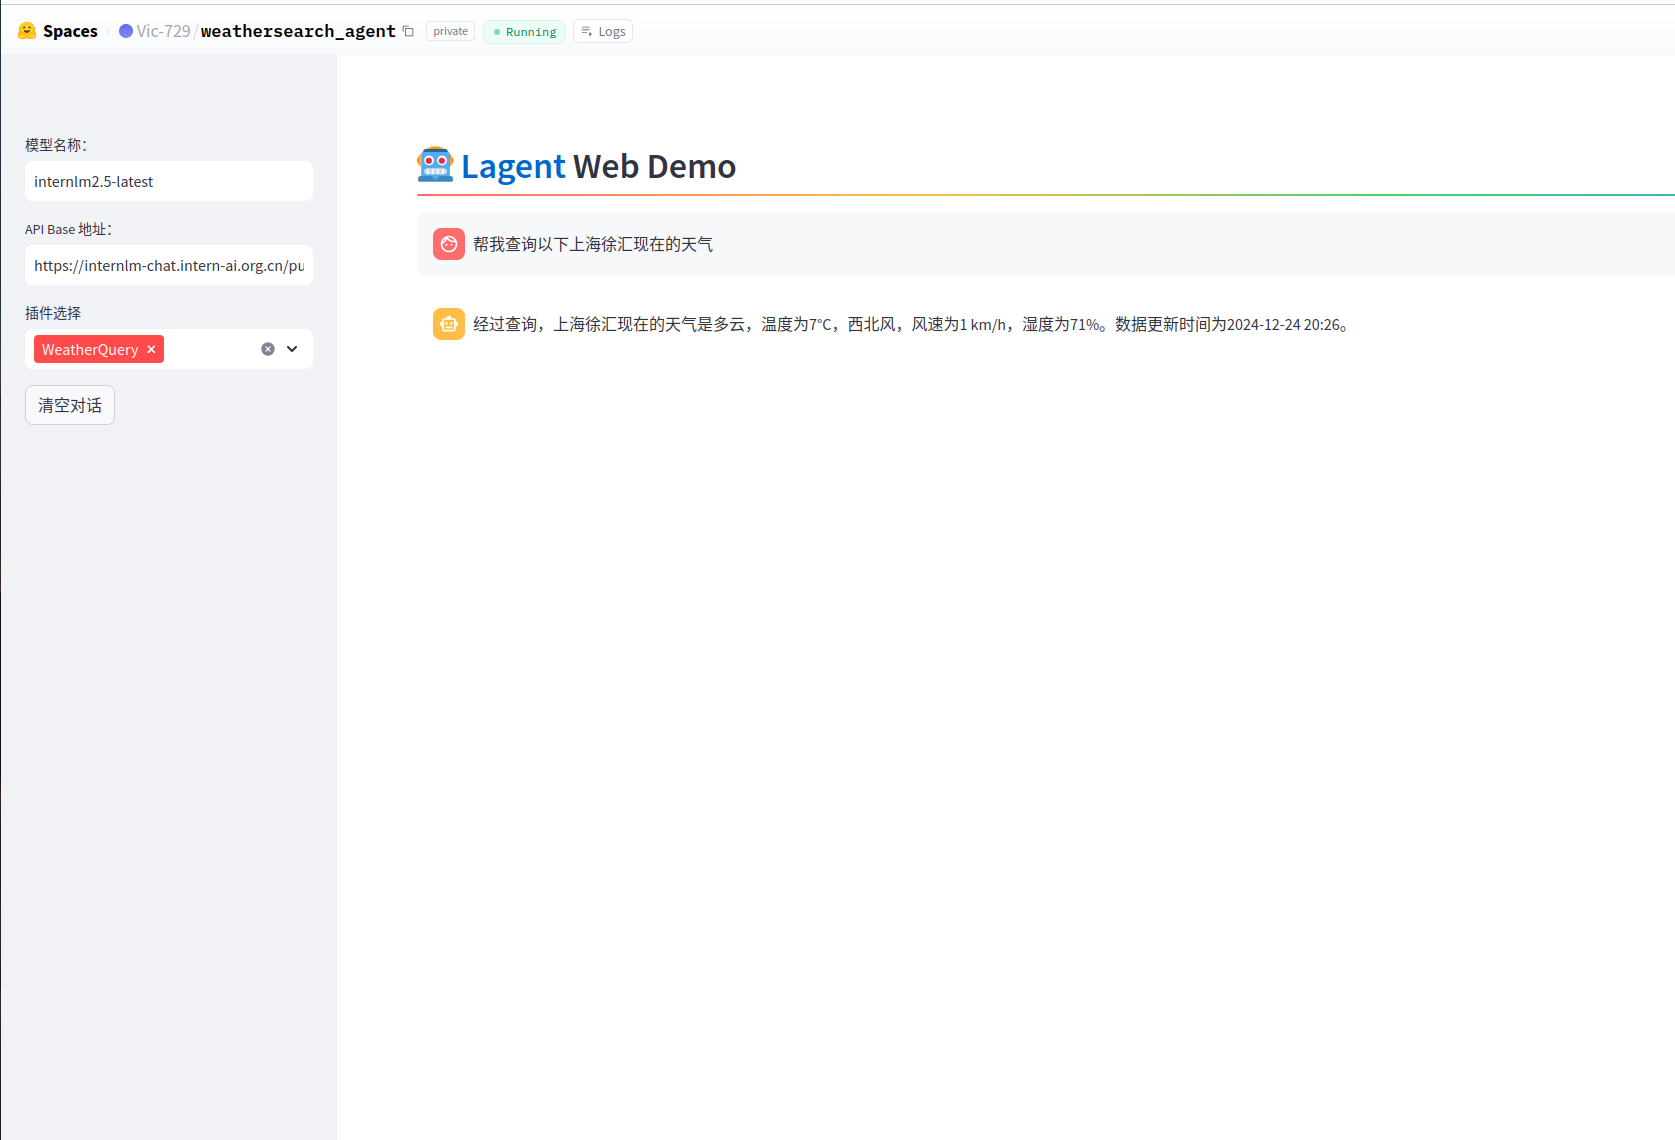 Spaces
Vic-729/weathersearch_agent
private
Running
Logs
模型名称：
internlm2.5-latest
API Base 地址：
https://internlm-chat.intern-ai.org.cn/pu
插件选择
WeatherQuery
清空对话
Lagent Web Demo
帮我查询以下上海徐汇现在的天气
经过查询，上海徐汇现在的天气是多云，温度为7°C，西北风，风速为1 km/h，湿度为71%。数据更新时间为2024-12-24 20:26。